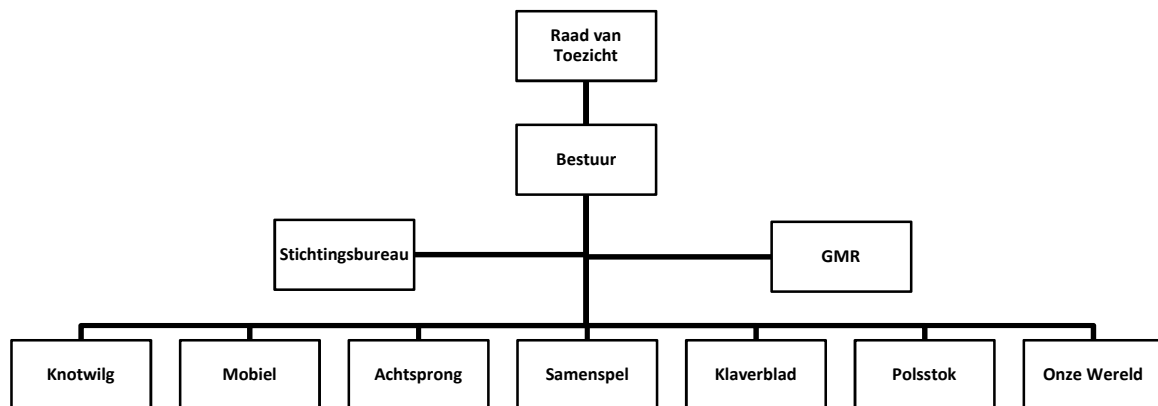 Raad van
Toezicht
Bestuur
Stichtingsbureau
GMR
Knotwilg
Mobiel
Achtsprong
Samenspel
Klaverblad
Polsstok
Onze Wereld